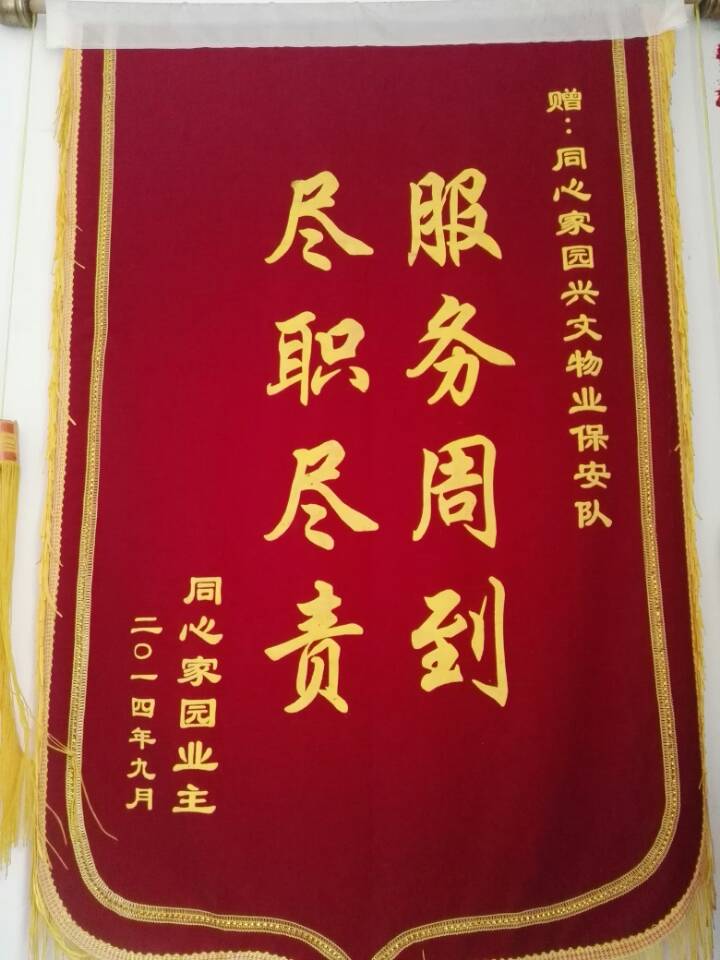 赠：同心家园兴文物业保安队
服务周到
尽职尽责
同心家园业主
二〇一四年九月